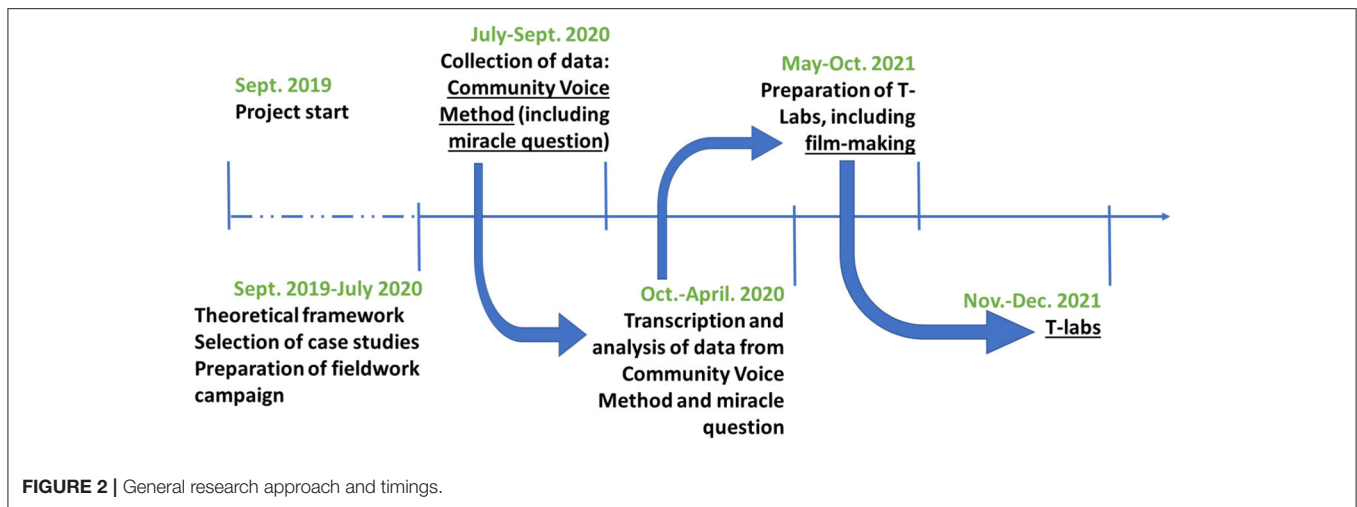 Sept. 2019
Project start
July-Sept. 2020
Collection of data:
Community Voice
Method (including
miracle question)
May-Oct. 2021
Preparation of T-
Labs, including
film-making
Sept. 2019-July 2020
Theoretical framework
Selection of case studies
Preparation of fieldwork
campaign
Oct.-April. 2020
Transcription and
analysis of data from
Community Voice
Method and miracle
question
Nov.-Dec. 2021
T-labs
FIGURE 2 | General research approach and timings.